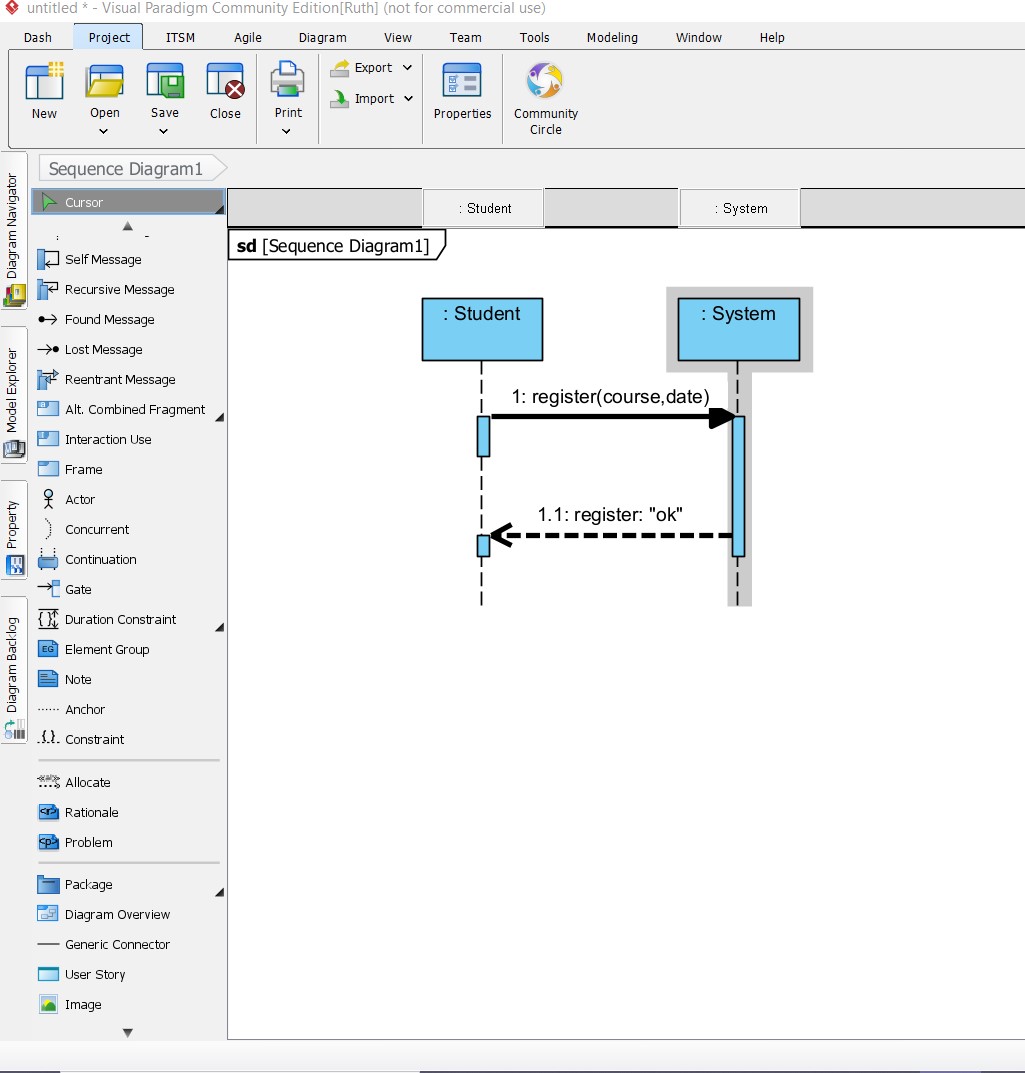 untitled * - Visual Paradigm Community Edition[Ruth] (not for commercial use)
Dash Project ITSM Agile Diagram View Team Tools Modeling Window Help
New Open Save Close Print Export Import Properties Community Circle
Sequence Diagram1
Diagram Navigator
Model Explorer
Property
Diagram Backlog
Cursor
Self Message
Recursive Message
Found Message
Lost Message
Reentrant Message
Alt. Combined Fragment
Interaction Use
Frame
Actor
Concurrent
Continuation
Gate
Duration Constraint
EG Element Group
Note
Anchor
Constraint
Allocate
Rationale
Problem
Package
Diagram Overview
Generic Connector
User Story
Image
: Student : System
sd [Sequence Diagram1]
: Student : System
1: register(course,date)
1.1: register: "ok"